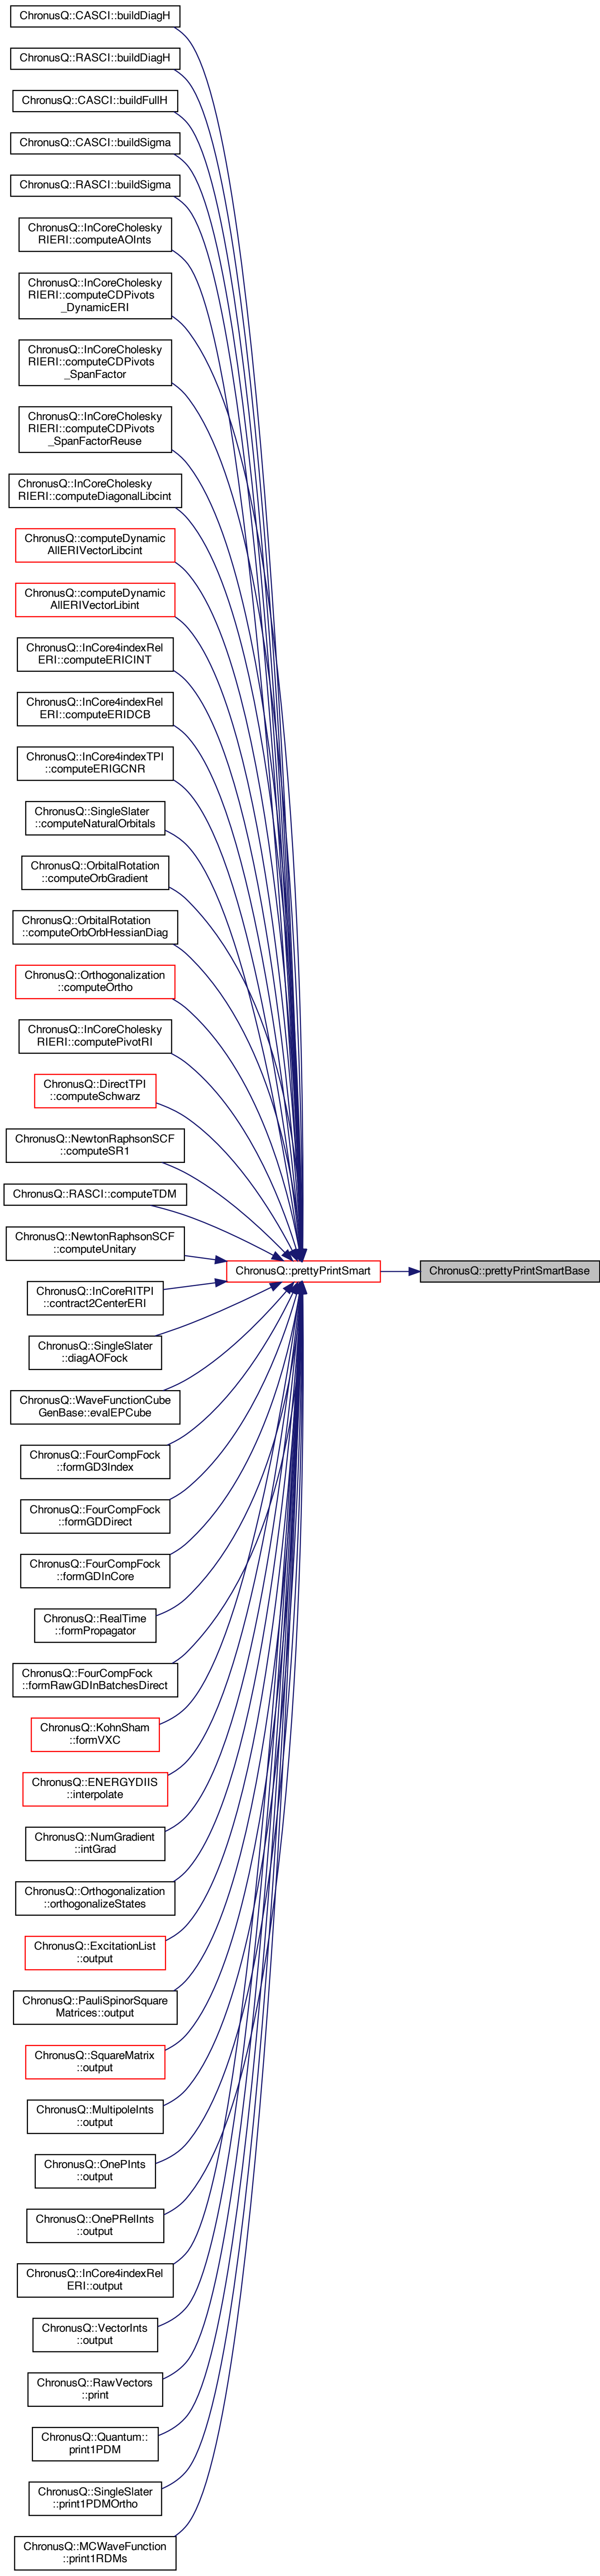 ChronusQ::CASCI::buildDiagH
ChronusQ::RASCI::buildDiagH
ChronusQ::CASCI::buildFullH
ChronusQ::CASCI::buildSigma
ChronusQ::RASCI::buildSigma
ChronusQ::InCoreCholesky
RIERI::computeAOInts
ChronusQ::InCoreCholesky
RIERI::computeCDPivots
_DynamicERI
ChronusQ::InCoreCholesky
RIERI::computeCDPivots
_SpanFactor
ChronusQ::InCoreCholesky
RIERI::computeCDPivots
_SpanFactorReuse
ChronusQ::InCoreCholesky
RIERI::computeDiagonalLibcint
ChronusQ::computeDynamic
AllERIVectorLibcint
ChronusQ::computeDynamic
AllERIVectorLibint
ChronusQ::InCore4indexRel
ERI::computeERICINT
ChronusQ::InCore4indexRel
ERI::computeERIDCB
ChronusQ::InCore4indexTPI
::computeERIGCNR
ChronusQ::SingleSlater
::computeNaturalOrbitals
ChronusQ::OrbitalRotation
::computeOrbGradient
ChronusQ::OrbitalRotation
::computeOrbOrbHessianDiag
ChronusQ::Orthogonalization
::computeOrtho
ChronusQ::InCoreCholesky
RIERI::computePivotRI
ChronusQ::DirectTPI
::computeSchwarz
ChronusQ::NewtonRaphsonSCF
::computeSR1
ChronusQ::RASCI::computeTDM
ChronusQ::NewtonRaphsonSCF
::computeUnitary
ChronusQ::prettyPrintSmart
ChronusQ::prettyPrintSmartBase
ChronusQ::InCoreRITPI
::contract2CenterERI
ChronusQ::SingleSlater
::diagAOFock
ChronusQ::WaveFunctionCube
GenBase::evalEPCube
ChronusQ::FourCompFock
::formGD3Index
ChronusQ::FourCompFock
::formGDDirect
ChronusQ::FourCompFock
::formGDInCore
ChronusQ::RealTime
::formPropagator
ChronusQ::FourCompFock
::formRawGDInBatchesDirect
ChronusQ::KohnSham
::formVXC
ChronusQ::ENERGYDIIS
::interpolate
ChronusQ::NumGradient
::intGrad
ChronusQ::Orthogonalization
::orthogonalizeStates
ChronusQ::ExcitationList
::output
ChronusQ::PauliSpinorSquare
Matrices::output
ChronusQ::SquareMatrix
::output
ChronusQ::MultipoleInts
::output
ChronusQ::OnePInts
::output
ChronusQ::OnePRelInts
::output
ChronusQ::InCore4indexRel
ERI::output
ChronusQ::VectorInts
::output
ChronusQ::RawVectors
::print
ChronusQ::Quantum::
print1PDM
ChronusQ::SingleSlater
::print1PDMOrtho
ChronusQ::MCWaveFunction
::print1RDMs